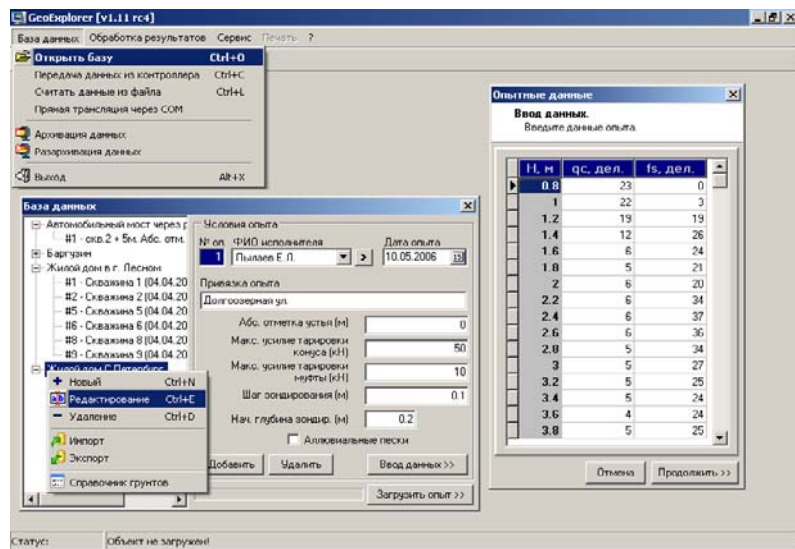 GeoExplorer [v1.11 rc4]
База данных Обработка результатов Сервис Печать ?
Открыть базу Ctrl+O
Передача данных из контроллера Ctrl+C
Считать данные из файла Ctrl+L
Прямая трансляция через COM
Архивация данных
Разархивация данных
Выход Alt+X
База данных
Автомобильный мост через р
#1 - скв.2 + 5м. Абс. отм.
Баргузин
Жилой дом в г. Лесном
#1 - Скважина 1 (04.04.20
#2 - Скважина 2 (04.04.20
#5 - Скважина 5 (04.04.20
#6 - Скважина 6 (04.04.20
#8 - Скважина 8 (04.04.20
#9 - Скважина 9 (04.04.20
Жилой дом С.Петербург
Новый Ctrl+N
Редактирование Ctrl+E
Удаление Ctrl+D
Импорт
Экспорт
Справочник грунтов
Условия опыта
№ оп. ФИО исполнителя Дата опыта
1 Пылаев Е.Л. > 10.05.2006
Привязка опыта
Долгоозерная ул.
Абс. отметка устья (м) 0
Макс. усилие тарировки конуса (кН) 50
Макс. усилие тарировки муфты (кН) 10
Шаг зондирования (м) 0.1
Нач. глубина зондир. (м) 0.2
Аллювиальные пески
Добавить Удалить Ввод данных >>
Загрузить опыт >>
Опытные данные
Ввод данных.
Введите данные опыта.
H, м qc, дел. fs, дел.
0.8 23 0
1 22 3
1.2 19 19
1.4 12 26
1.6 6 24
1.8 5 21
2 6 20
2.2 6 34
2.4 6 37
2.6 6 36
2.8 5 34
3 5 27
3.2 5 25
3.4 5 24
3.6 4 24
3.8 5 25
Отмена Продолжить >>
Статус: Объект не загружен!